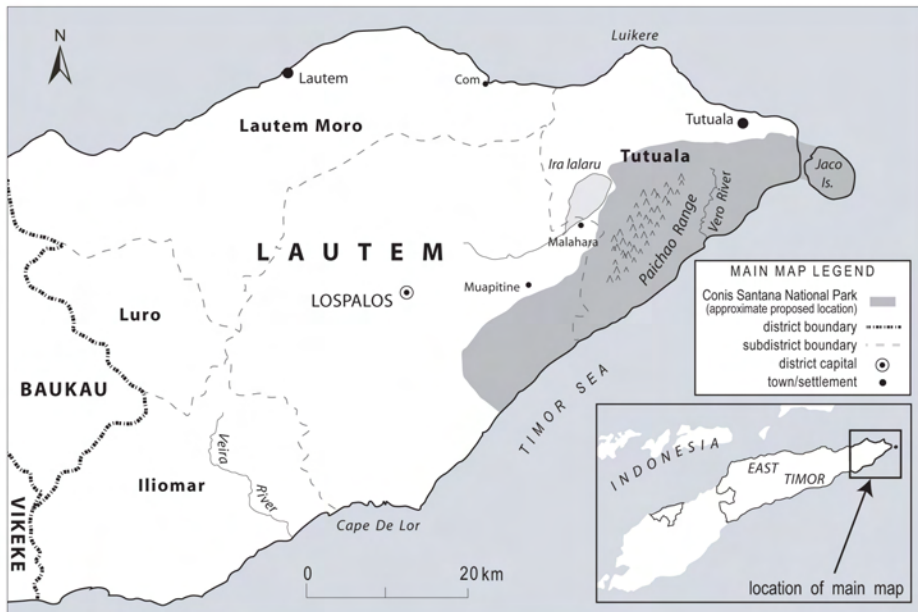 N
Luikere
Lautem
Com
Lautem Moro
Tutuala
Tutuala
Ira lalaru
Jaco
Is.
Vero River
Paichao Range
Malahara
LAUTEM
Muapitine
LOSPALOS
Luro
BAUKAU
Veira
River
Iliomar
VIKEKE
Cape De Lor
TIMOR SEA
0
20 km
MAIN MAP LEGEND
Conis Santana National Park
(approximate proposed location)
district boundary
subdistrict boundary
district capital
town/settlement
INDONESIA
EAST
TIMOR
location of main map